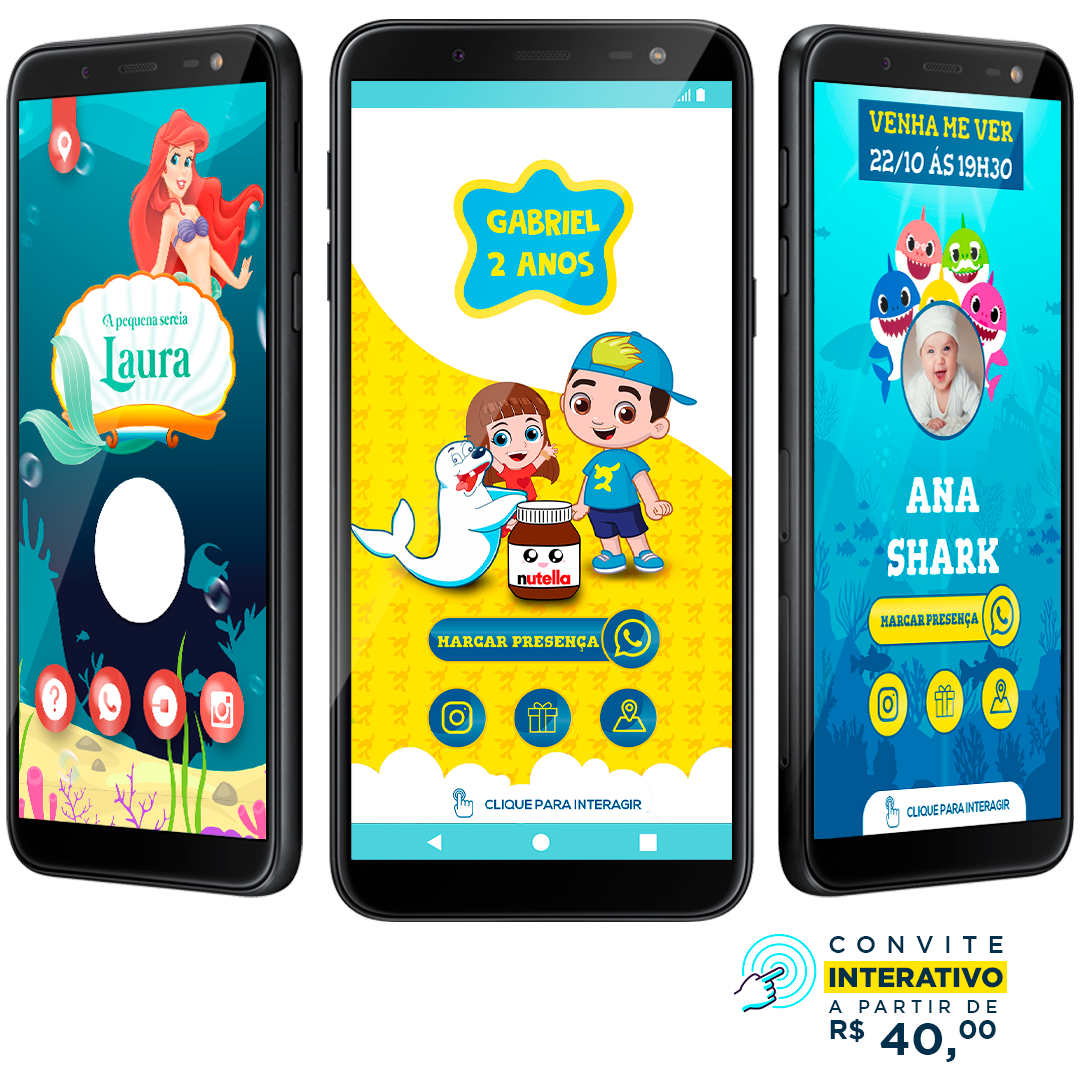 A pequena sereia
Laura
GABRIEL
2 ANOS
nutella
MARCAR PRESENÇA
CLIQUE PARA INTERAGIR
VENHA ME VER
22/10 ÁS 19H30
ANA
SHARK
MARCAR PRESENÇA
CLIQUE PARA INTERAGIR
CONVITE
INTERATIVO
A PARTIR DE
R$ 40,00